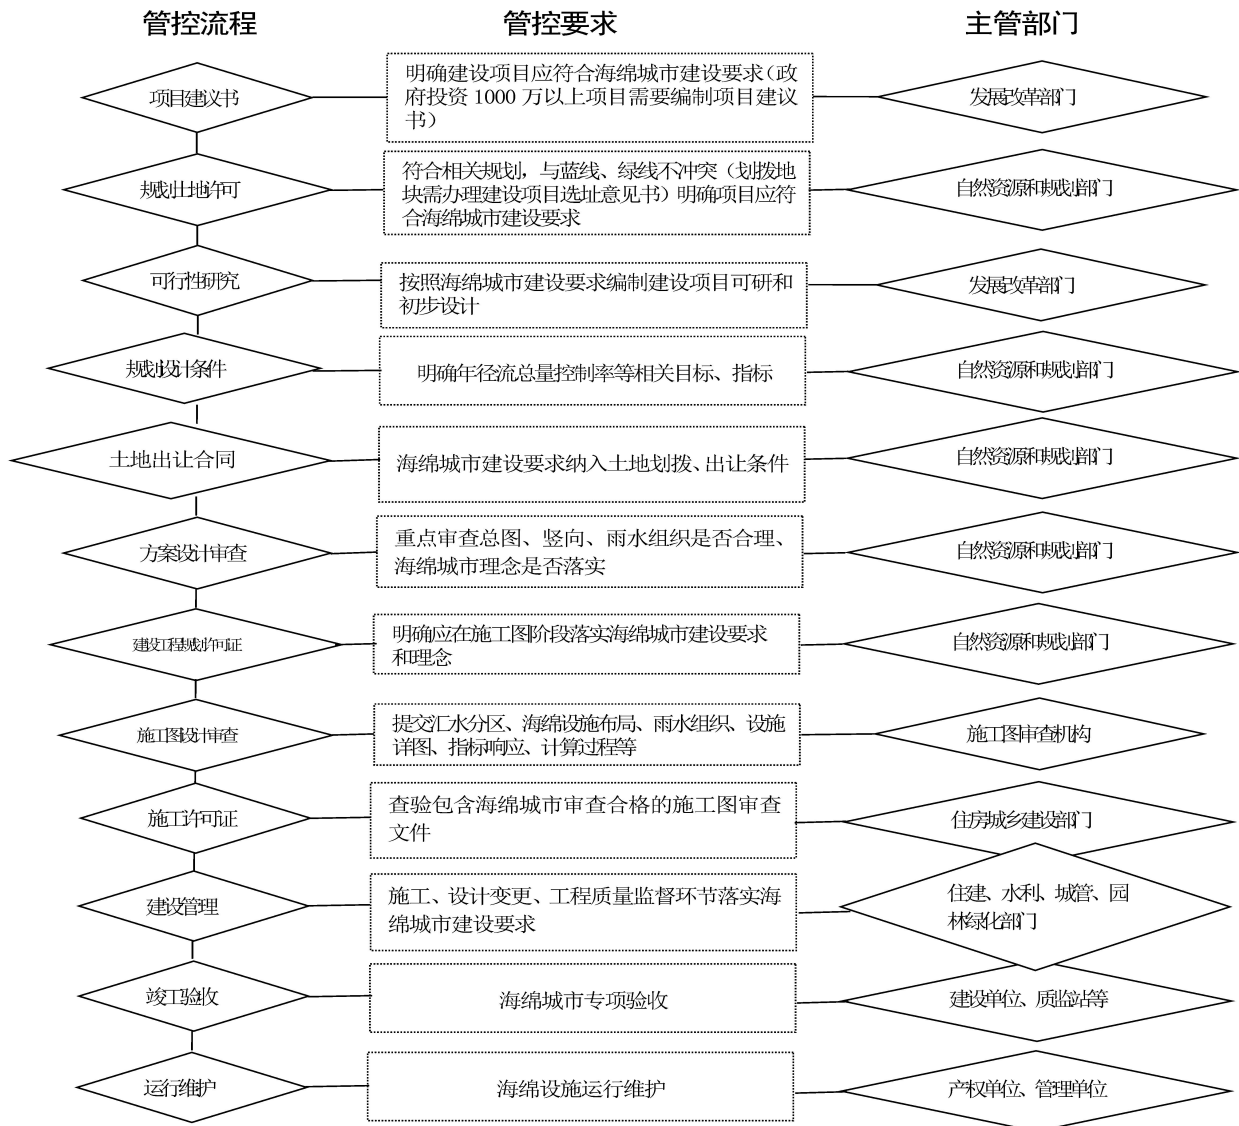 管控流程 管控要求 主管部门
项目建议书
明确建设项目应符合海绵城市建设要求（政
府投资 1000 万以上项目需要编制项目建议
书）
发展改革部门
规划土地许可
符合相关规划，与蓝线、绿线不冲突（划拨地
块需办理建设项目选址意见书）明确项目应符
合海绵城市建设要求
自然资源和规划部门
可行性研究
按照海绵城市建设要求编制建设项目可研和
初步设计
发展改革部门
规划设计条件
明确年径流总量控制率等相关目标、指标
自然资源和规划部门
土地出让合同
海绵城市建设要求纳入土地划拨、出让条件
自然资源和规划部门
方案设计审查
重点审查总图、竖向、雨水组织是否合理、
海绵城市理念是否落实
自然资源和规划部门
建设工程规划许可证
明确应在施工图阶段落实海绵城市建设要求
和理念
自然资源和规划部门
施工图设计审查
提交汇水分区、海绵设施布局、雨水组织、设施
详图、指标响应、计算过程等
施工图审查机构
施工许可证
查验包含海绵城市审查合格的施工图审查
文件
住房城乡建设部门
建设管理
施工、设计变更、工程质量监督环节落实海
绵城市建设要求
住建、水利、城管、园
林绿化部门
竣工验收
海绵城市专项验收
建设单位、质监站等
运行维护
海绵设施运行维护
产权单位、管理单位